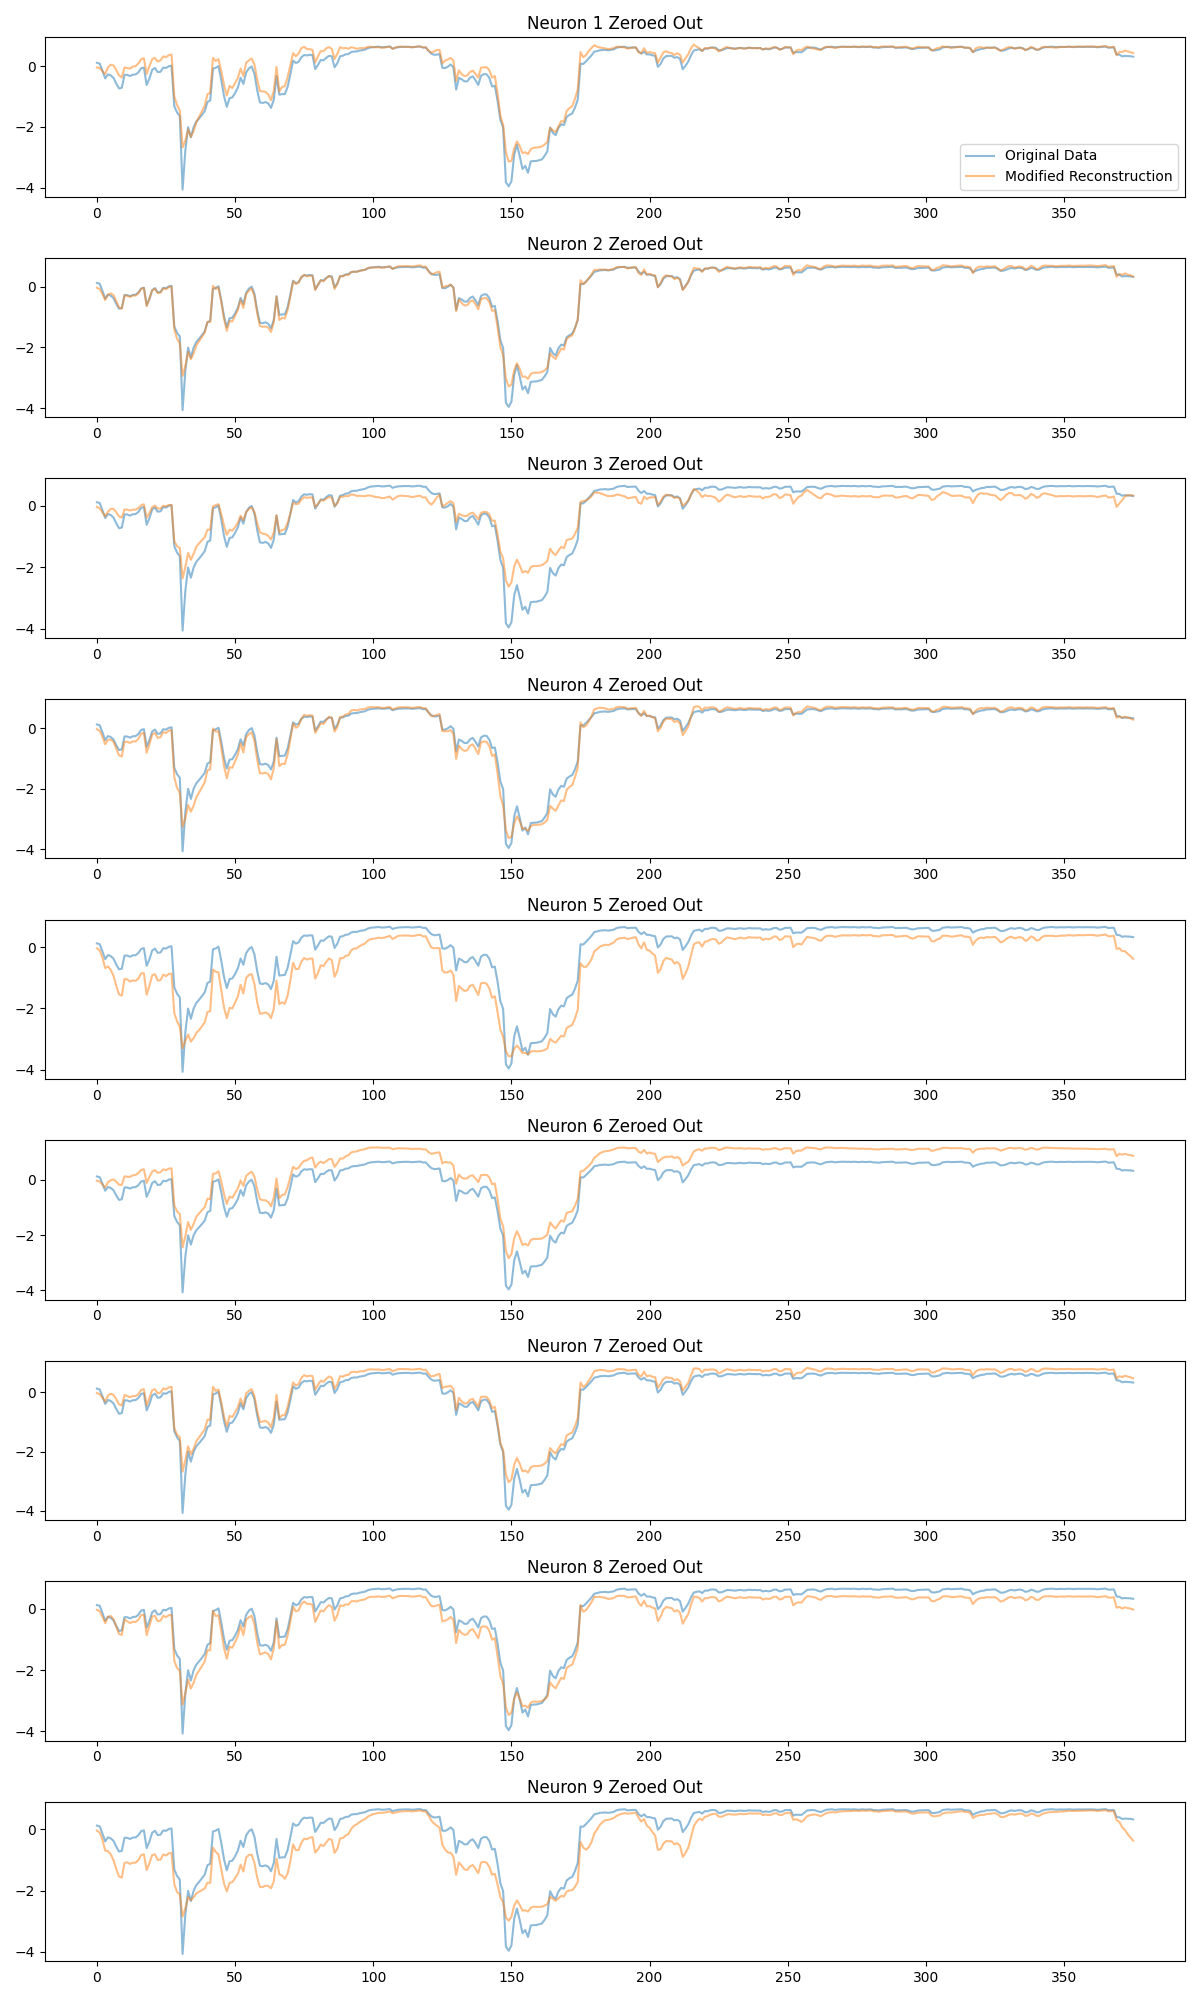 Neuron 1 Zeroed Out
0
−2
−4
Original Data
Modified Reconstruction
0 50 100 150 200 250 300 350
Neuron 2 Zeroed Out
0
−2
−4
0 50 100 150 200 250 300 350
Neuron 3 Zeroed Out
0
−2
−4
0 50 100 150 200 250 300 350
Neuron 4 Zeroed Out
0
−2
−4
0 50 100 150 200 250 300 350
Neuron 5 Zeroed Out
0
−2
−4
0 50 100 150 200 250 300 350
Neuron 6 Zeroed Out
0
−2
−4
0 50 100 150 200 250 300 350
Neuron 7 Zeroed Out
0
−2
−4
0 50 100 150 200 250 300 350
Neuron 8 Zeroed Out
0
−2
−4
0 50 100 150 200 250 300 350
Neuron 9 Zeroed Out
0
−2
−4
0 50 100 150 200 250 300 350